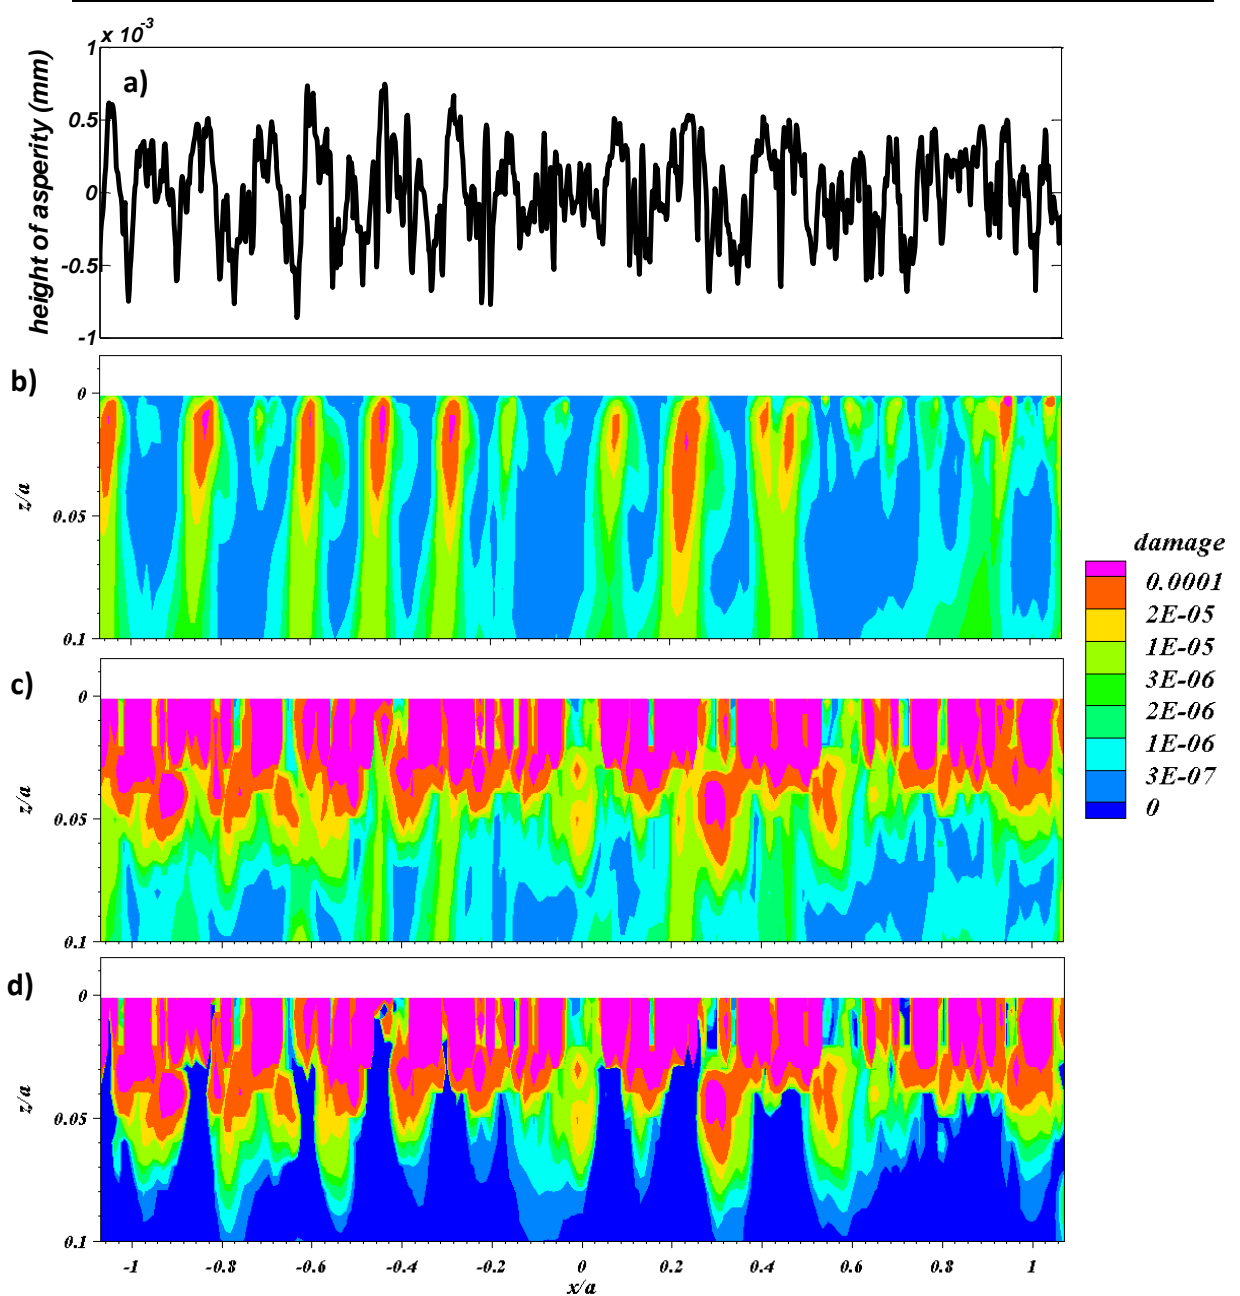 x 10-3
1
a)
0.5
0
-0.5
-1
height of asperity (mm)
b)
0
0.05
0.1
z/a
c)
0
0.05
0.1
z/a
damage
0.0001
2E-05
1E-05
3E-06
2E-06
1E-06
3E-07
0
d)
0
0.05
0.1
z/a
-1 -0.8 -0.6 -0.4 -0.2 0 0.2 0.4 0.6 0.8 1
x/a